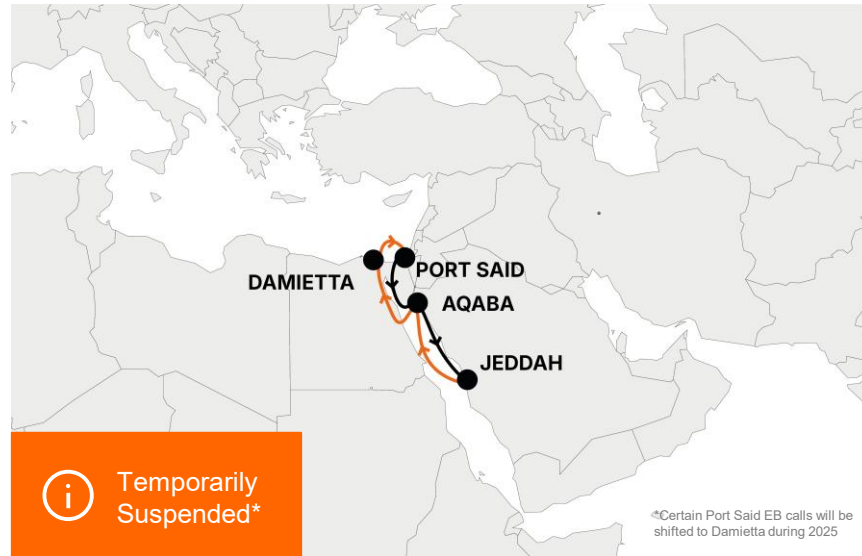 DAMIETTA
PORT SAID
AQABA
JEDDAH
Temporarily
Suspended*
*Certain Port Said EB calls will be
shifted to Damietta during 2025